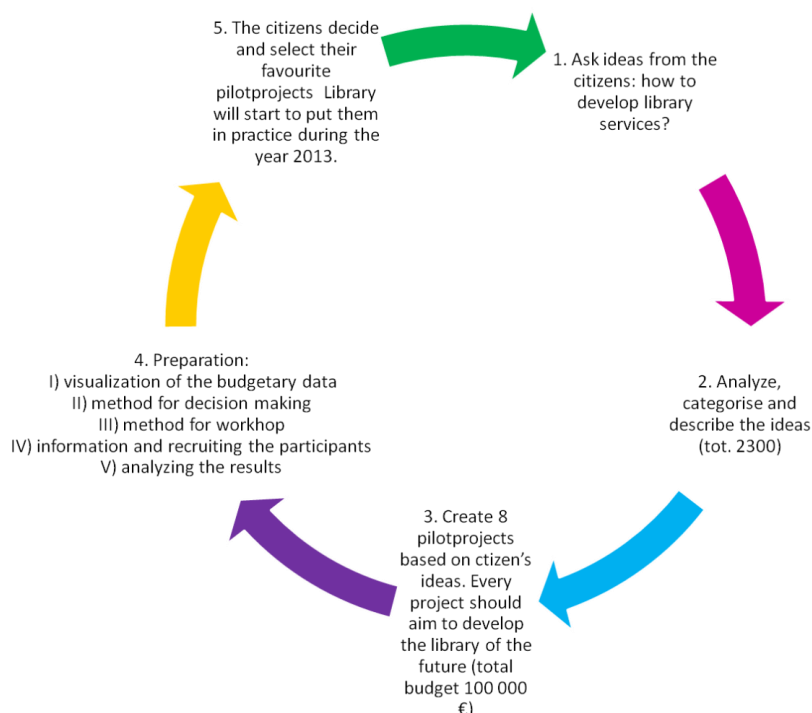 1. Ask ideas from the
citizens: how to
develop library
services?
2. Analyze,
categorise and
describe the ideas
(tot. 2300)
3. Create 8
pilotprojects
based on ctizen’s
ideas. Every
project should
aim to develop
the library of the
future (total
budget 100 000
€)
4. Preparation:
I) visualization of the budgetary data
II) method for decision making
III) method for workhop
IV) information and recruiting the participants
V) analyzing the results
5. The citizens decide
and select their
favourite
pilotprojects Library
will start to put them
in practice during the
year 2013.